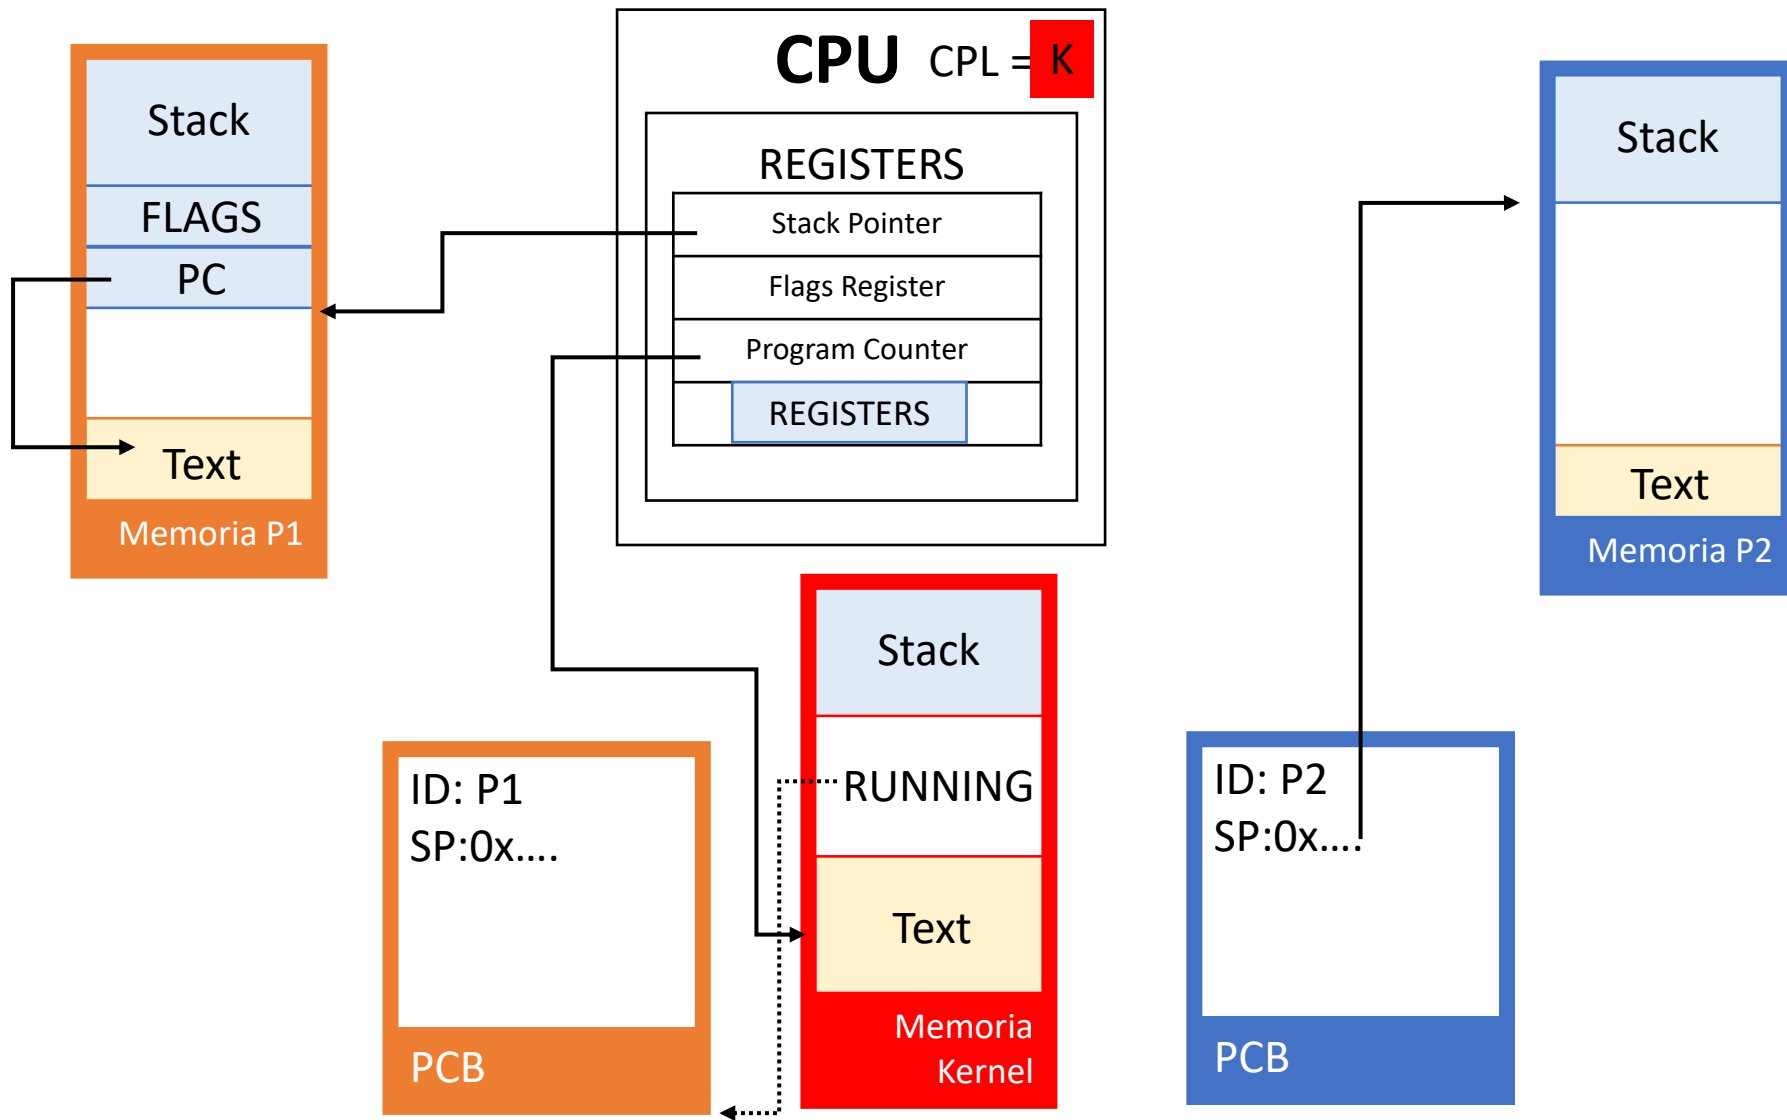 Stack
FLAGS
PC
Text
Memoria P1
CPU CPL = K
REGISTERS
Stack Pointer
Flags Register
Program Counter
REGISTERS
Stack
Text
Memoria P2
ID: P1
SP:0x....
PCB
Stack
RUNNING
Text
Memoria
Kernel
ID: P2
SP:0x....
PCB